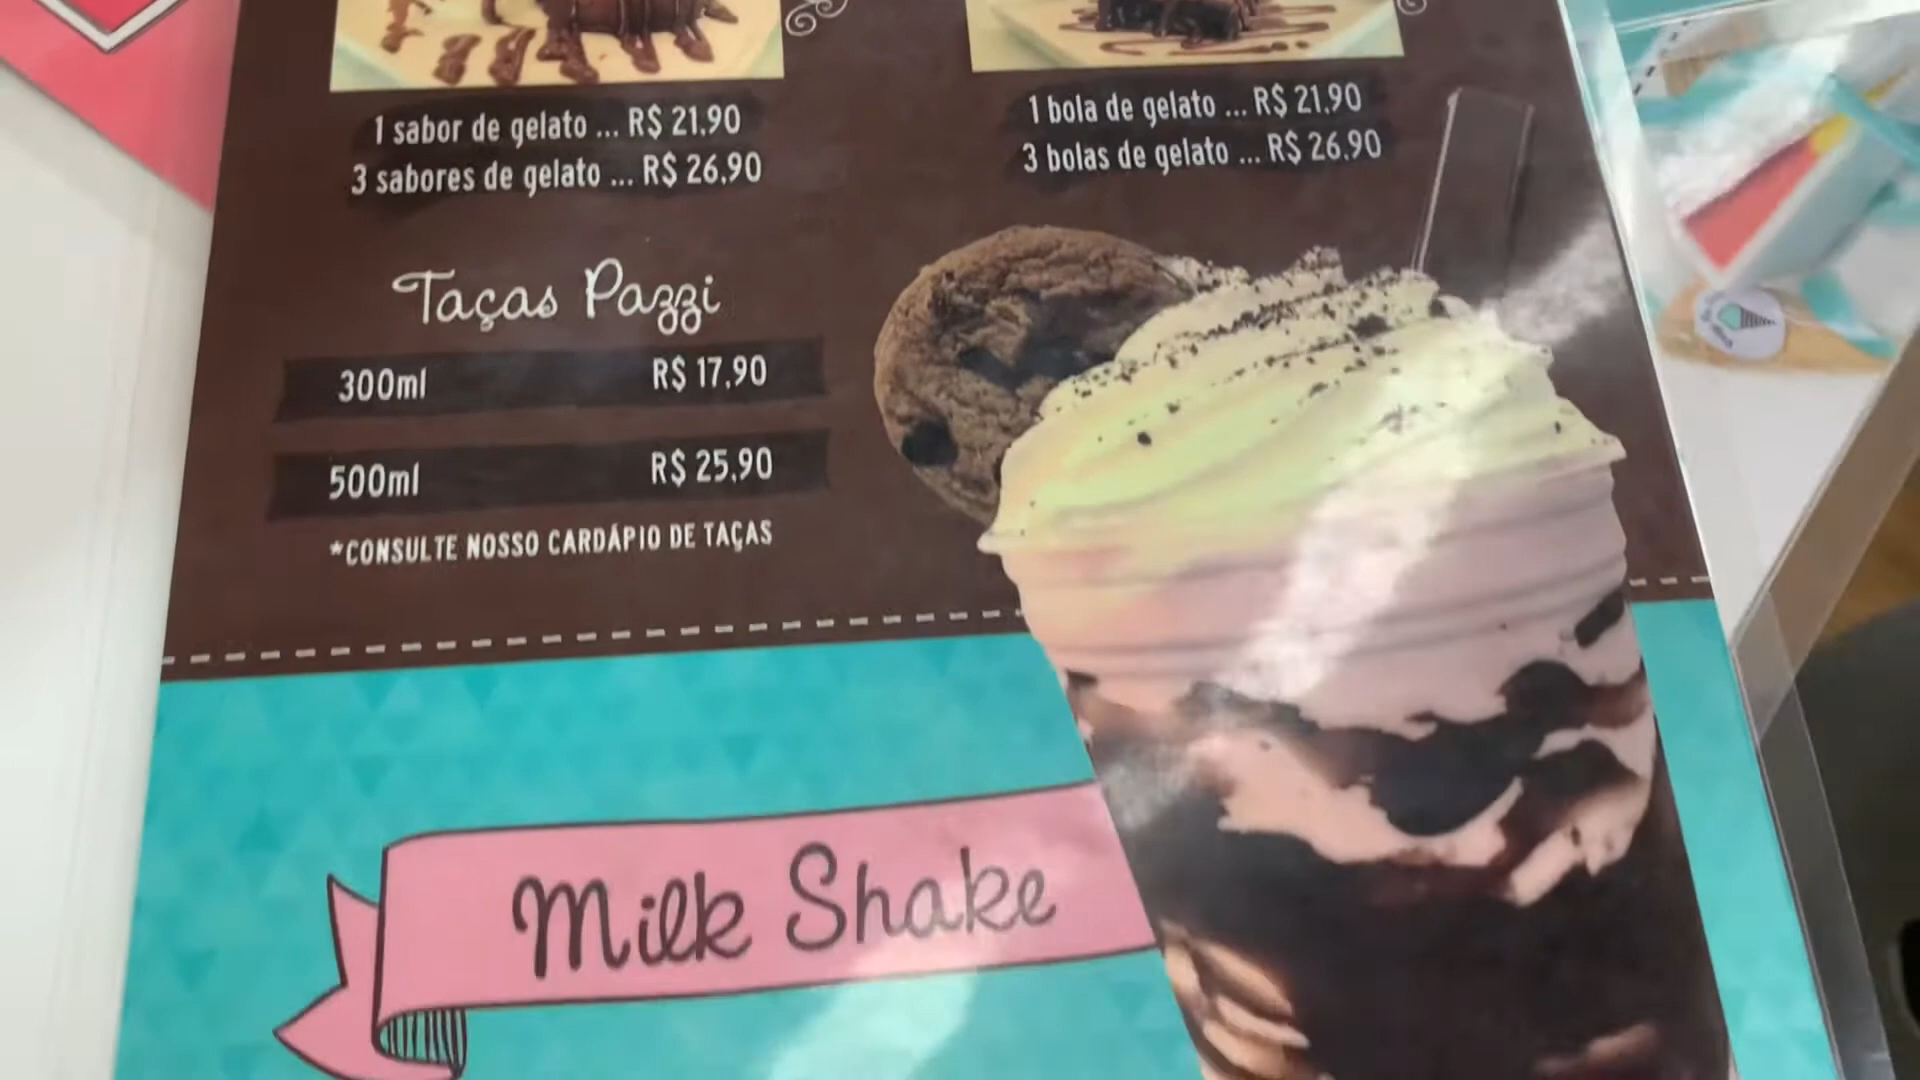 1 sabor de gelato ... R$ 21,90
3 sabores de gelato ... R$ 26,90
1 bola de gelato ... R$ 21,90
3 bolas de gelato ... R$ 26,90
Taças Pazzi
300ml R$ 17,90
500ml R$ 25,90
*CONSULTE NOSSO CARDÁPIO DE TAÇAS
Milk Shake